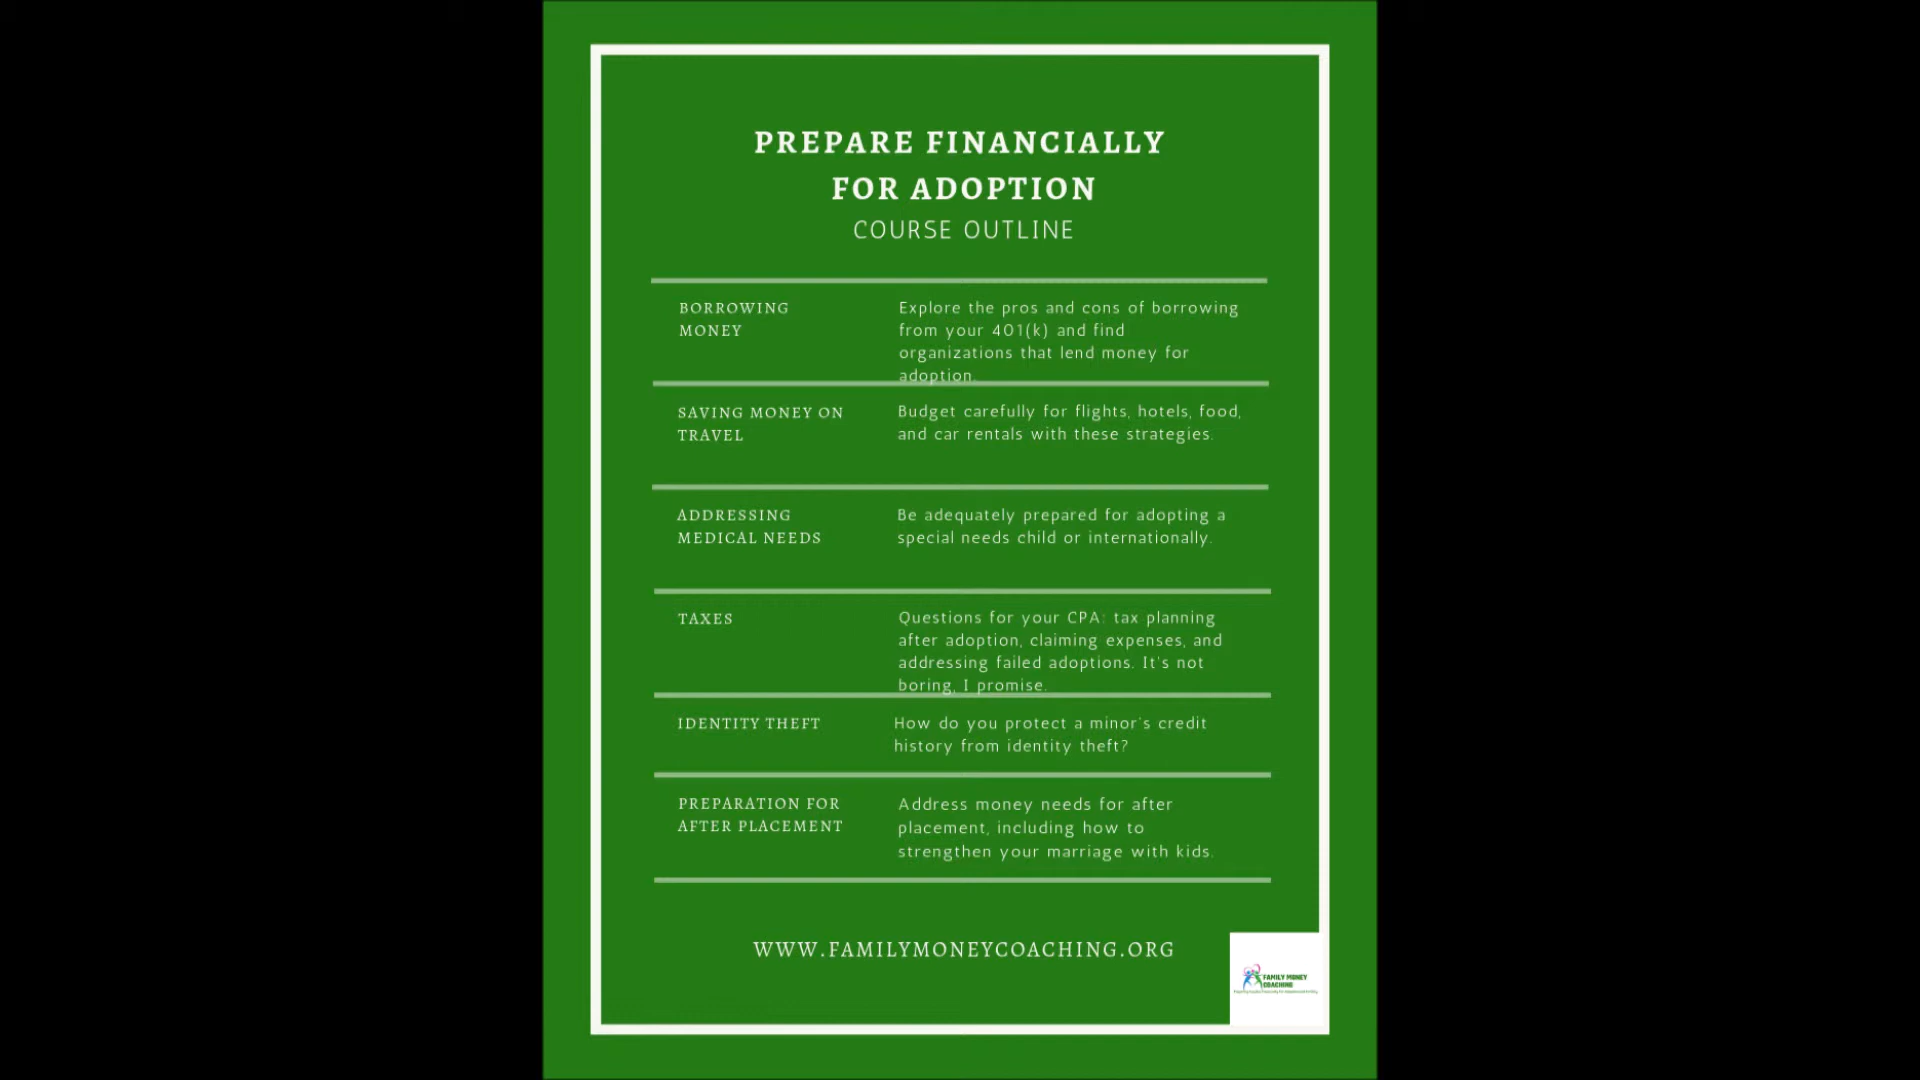 PREPARE FINANCIALLY
FOR ADOPTION
COURSE OUTLINE
BORROWING
MONEY
Explore the pros and cons of borrowing
from your 401(k) and find
organizations that lend money for
adoption.
SAVING MONEY ON
TRAVEL
Budget carefully for flights, hotels, food,
and car rentals with these strategies.
ADDRESSING
MEDICAL NEEDS
Be adequately prepared for adopting a
special needs child or internationally.
TAXES
Questions for your CPA: tax planning
after adoption, claiming expenses, and
addressing failed adoptions. It's not
boring, I promise.
IDENTITY THEFT
How do you protect a minor's credit
history from identity theft?
PREPARATION FOR
AFTER PLACEMENT
Address money needs for after
placement, including how to
strengthen your marriage with kids.
WWW.FAMILYMONEYCOACHING.ORG
FAMILY MONEY
COACHING